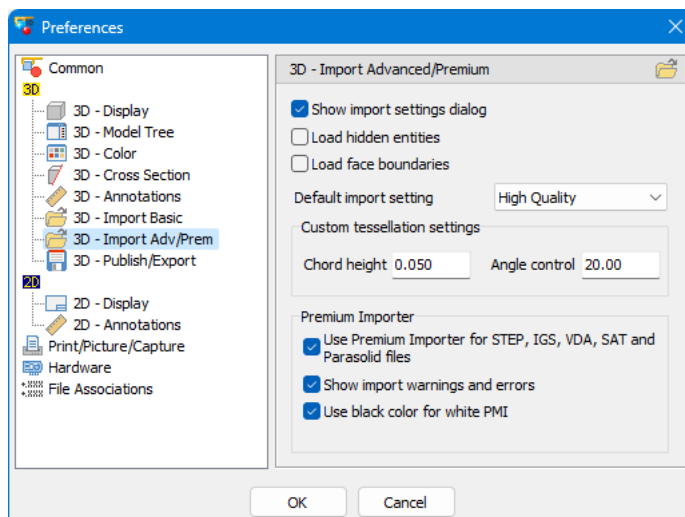 Preferences
Common
3D
3D - Display
3D - Model Tree
3D - Color
3D - Cross Section
3D - Annotations
3D - Import Basic
3D - Import Adv/Prem
3D - Publish/Export
2D
2D - Display
2D - Annotations
Print/Picture/Capture
Hardware
File Associations
3D - Import Advanced/Premium
Show import settings dialog
Load hidden entities
Load face boundaries
Default import setting High Quality
Custom tessellation settings
Chord height 0.050 Angle control 20.00
Premium Importer
Use Premium Importer for STEP, IGS, VDA, SAT and
Parasolid files
Show import warnings and errors
Use black color for white PMI
OK Cancel